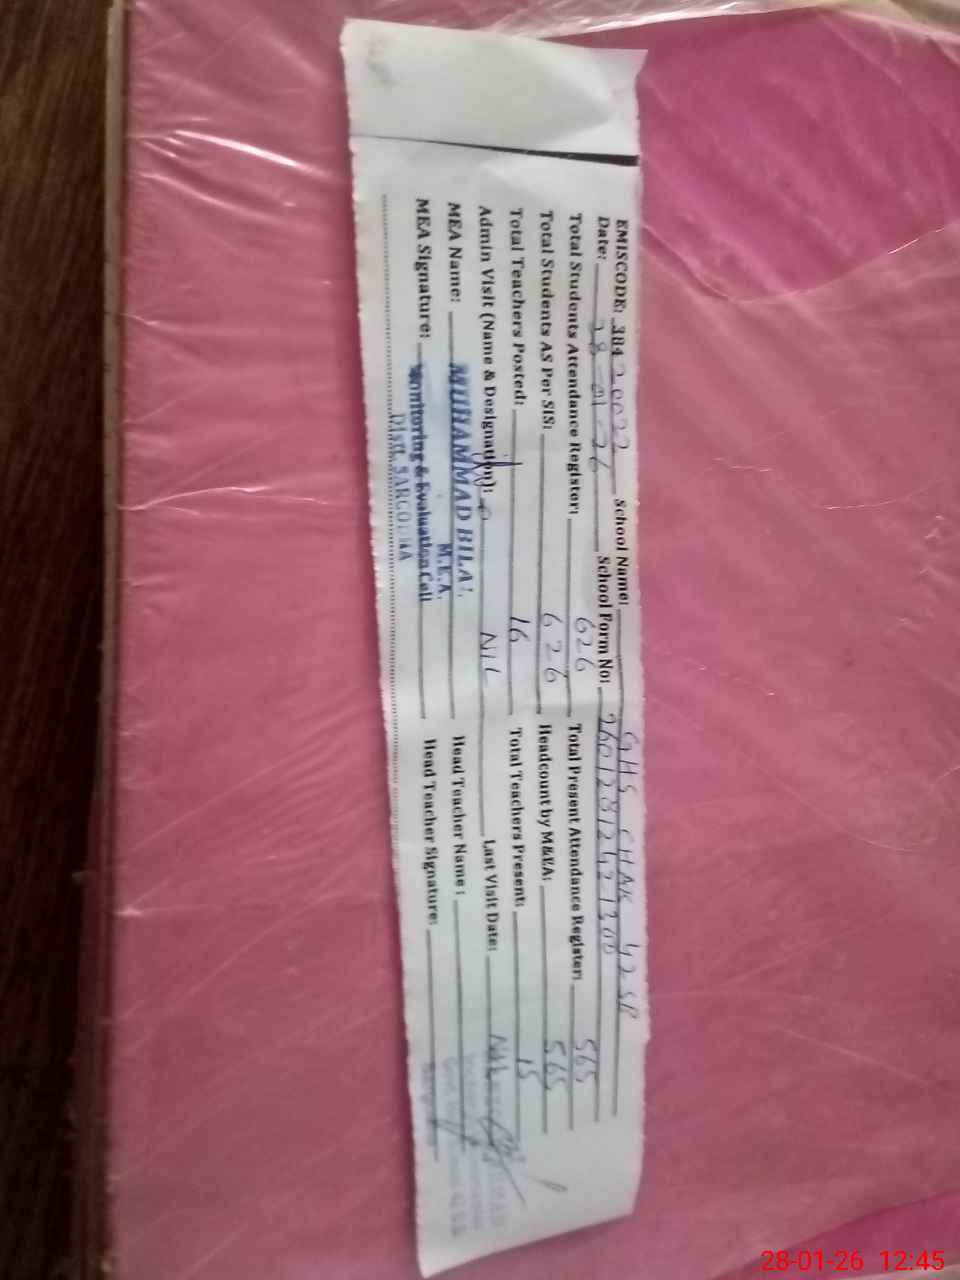 EMISCODE: 38420022 School Name: GHS CHAK 42 SB
Date: 28-01-26 School Form No:
Total Students Attendance Register: 626 Total Present Attendance Register: 565
Total Students AS Per SIS: 626 Headcount by M&EA: 565
Total Teachers Posted: 16 Total Teachers Present: 15
Admin Visit (Name & Designation): NIL Last Visit Date: NIL
MEA Name: MUHAMMAD BILAL Head Teacher Name :
M.E.A.
MEA Signature: Monitoring & Evaluation Cell Head Teacher Signature:
Distt. SARGODHA
28-01-26 12:45